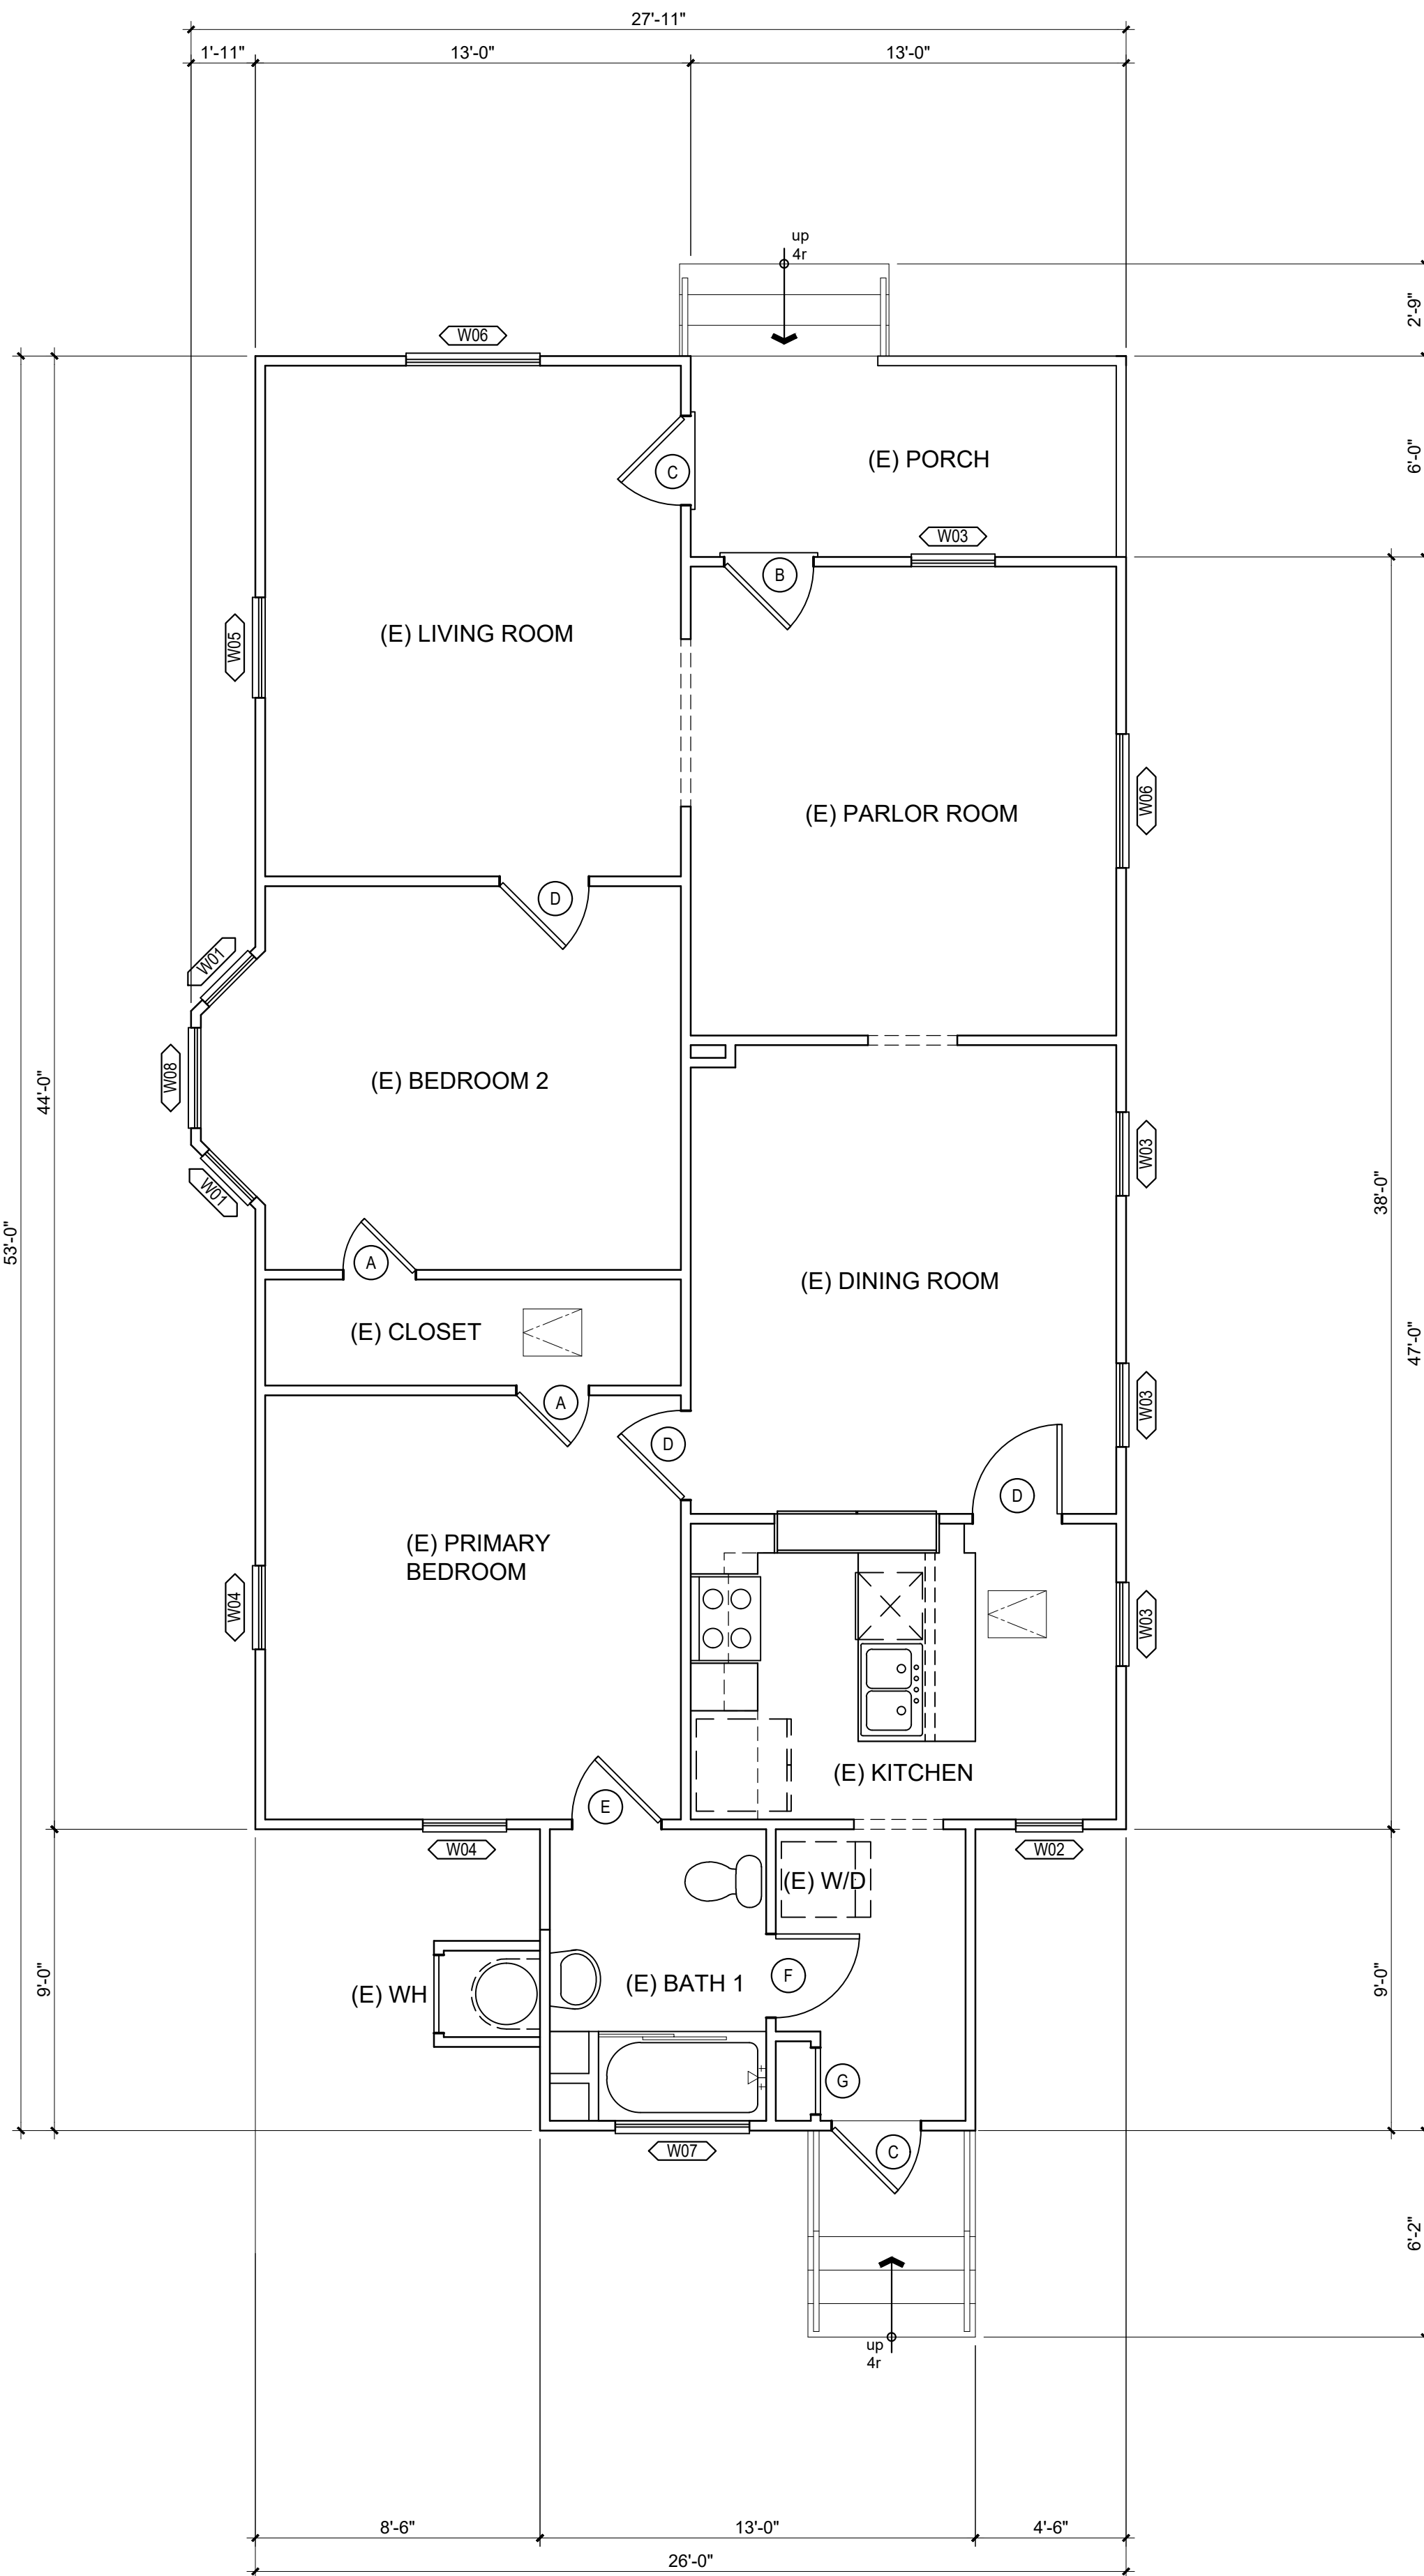 27'-11"
1'-11"
13'-0"
13'-0"
up
4r
2'-9"
W06
C
(E) PORCH
6'-0"
W03
B
W05
(E) LIVING ROOM
W06
(E) PARLOR ROOM
D
W01
W08
(E) BEDROOM 2
44'-0"
W03
W01
38'-0"
53'-0"
A
(E) DINING ROOM
(E) CLOSET
47'-0"
A
W03
D
D
(E) PRIMARY
BEDROOM
W04
W03
(E) KITCHEN
E
W04
W02
(E) W/D
9'-0"
(E) WH
(E) BATH 1
F
9'-0"
G
W07
C
6'-2"
up
4r
8'-6"
13'-0"
4'-6"
26'-0"